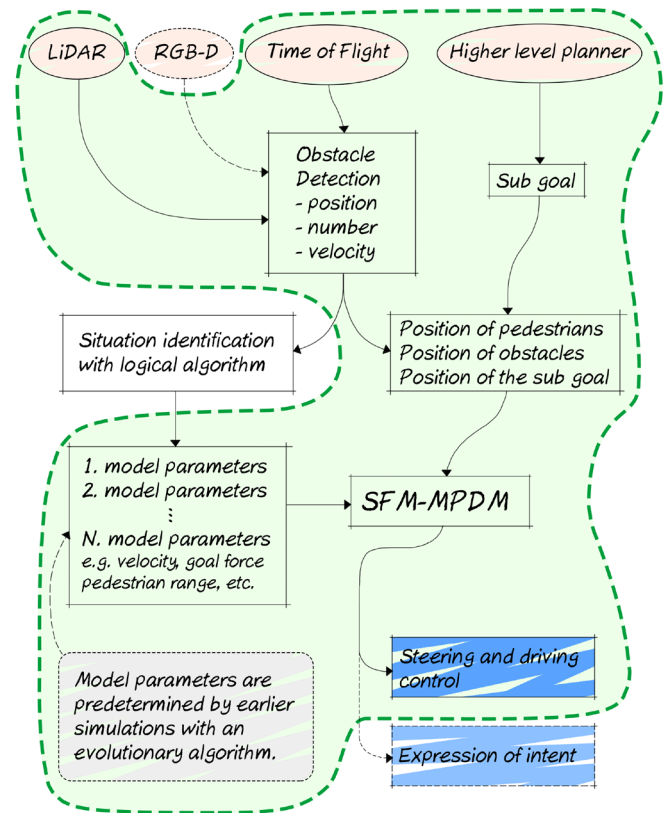 LiDAR
RGB-D
Time of Flight
Higher level planner
Obstacle
Detection
- position
- number
- velocity
Sub goal
Situation identification
with logical algorithm
Position of pedestrians
Position of obstacles
Position of the sub goal
1. model parameters
2. model parameters
⋮
N. model parameters
e.g. velocity, goal force
pedestrian range, etc.
SFM-MPDM
Steering and driving
control
Model parameters are
predetermined by earlier
simulations with an
evolutionary algorithm.
Expression of intent